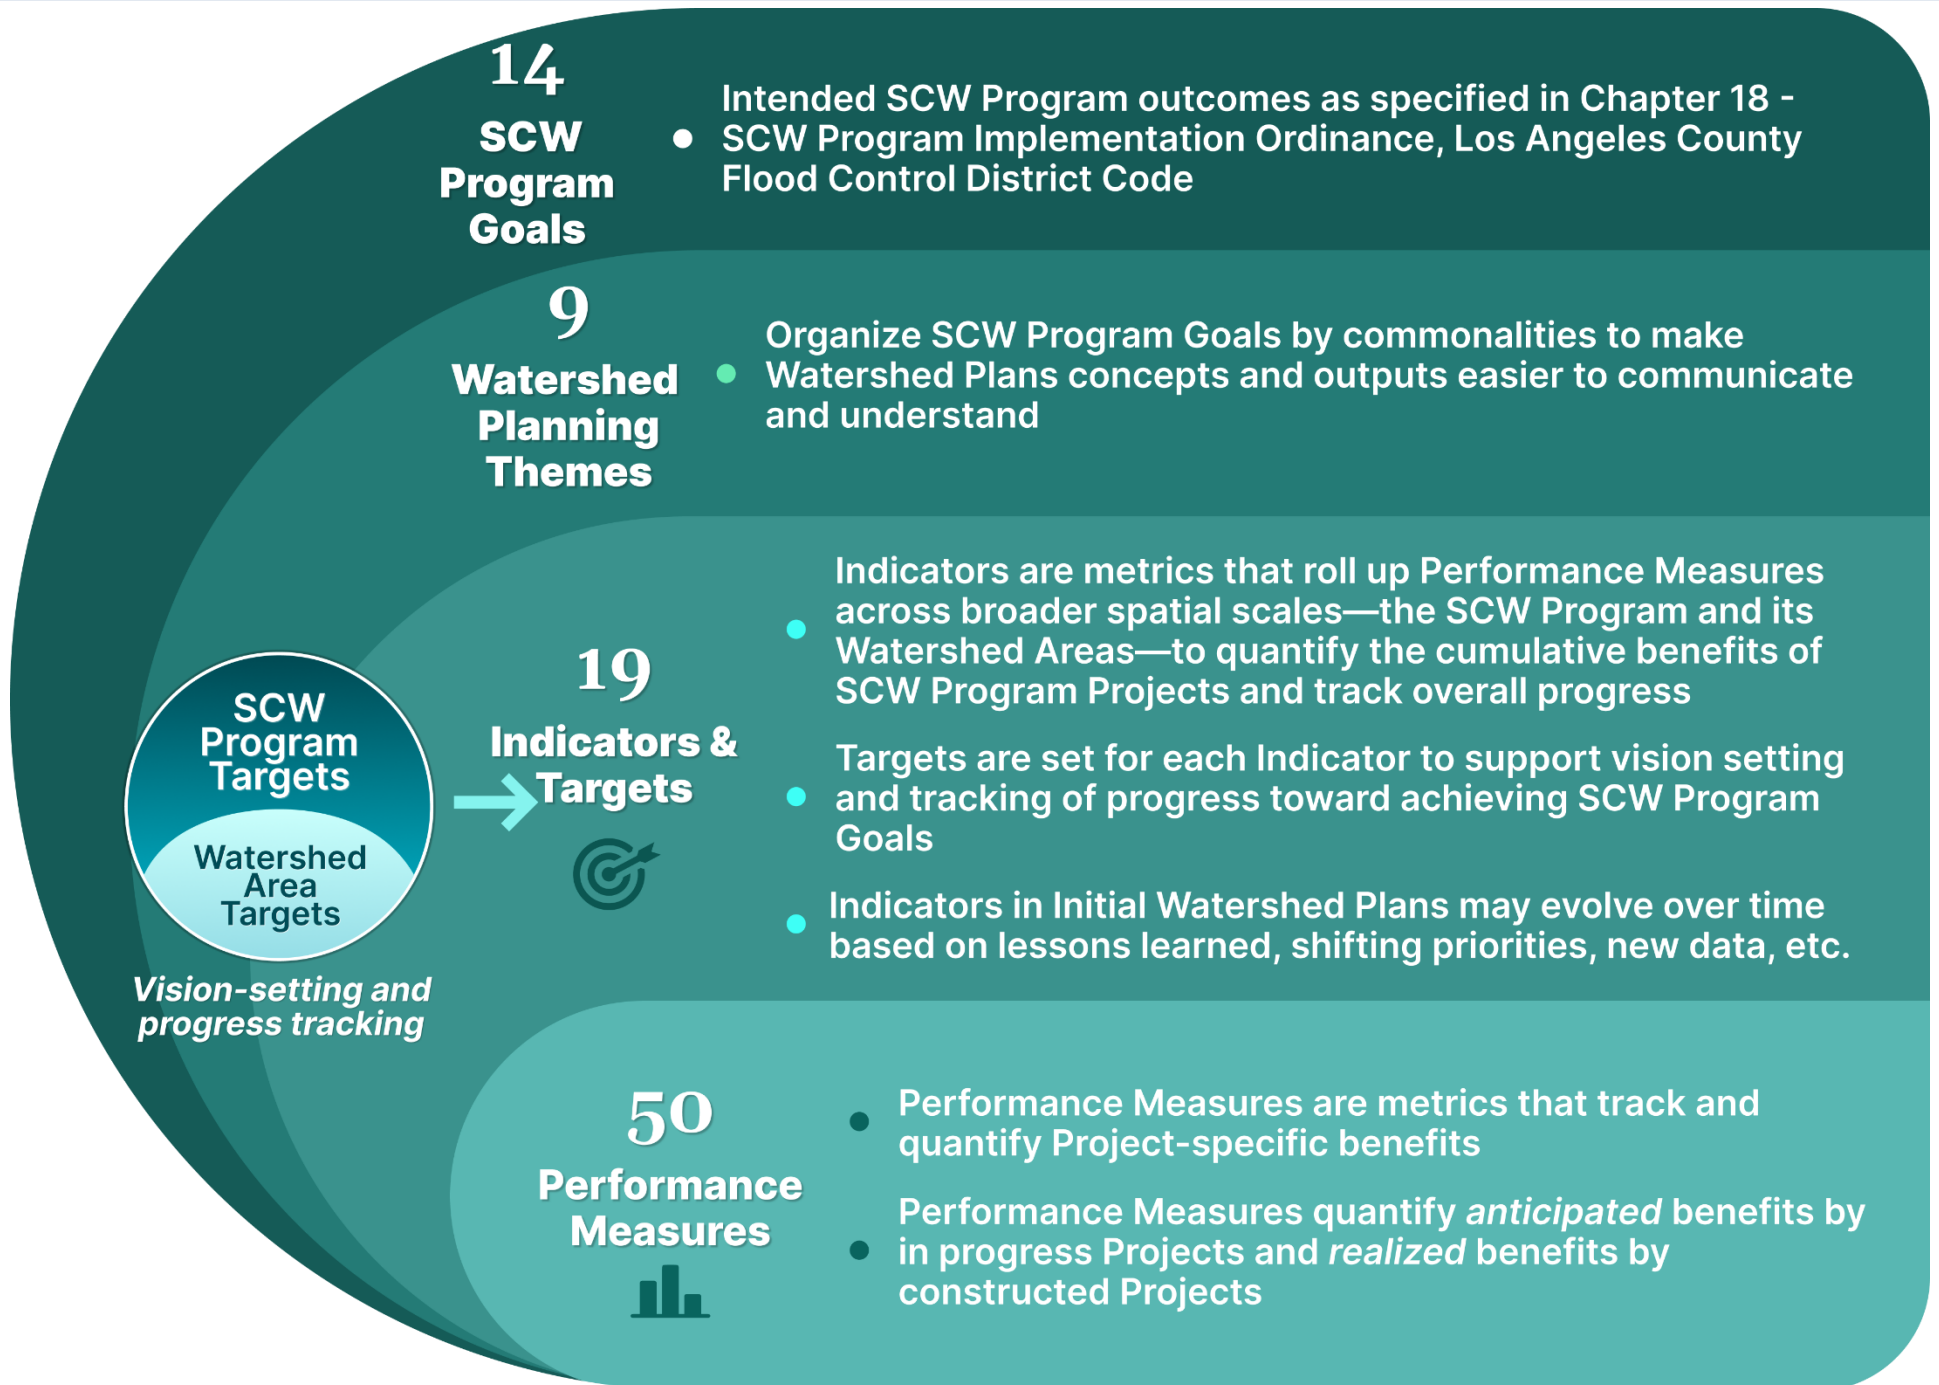 14
SCW
Program
Goals
Intended SCW Program outcomes as specified in Chapter 18 -
SCW Program Implementation Ordinance, Los Angeles County
Flood Control District Code
9
Watershed
Planning
Themes
Organize SCW Program Goals by commonalities to make
Watershed Plans concepts and outputs easier to communicate
and understand
SCW
Program
Targets
Watershed
Area
Targets
Vision-setting and
progress tracking
19
Indicators &
Targets
Indicators are metrics that roll up Performance Measures
across broader spatial scales—the SCW Program and its
Watershed Areas—to quantify the cumulative benefits of
SCW Program Projects and track overall progress
Targets are set for each Indicator to support vision setting
and tracking of progress toward achieving SCW Program
Goals
Indicators in Initial Watershed Plans may evolve over time
based on lessons learned, shifting priorities, new data, etc.
50
Performance
Measures
Performance Measures are metrics that track and
quantify Project-specific benefits
Performance Measures quantify anticipated benefits by
in progress Projects and realized benefits by
constructed Projects